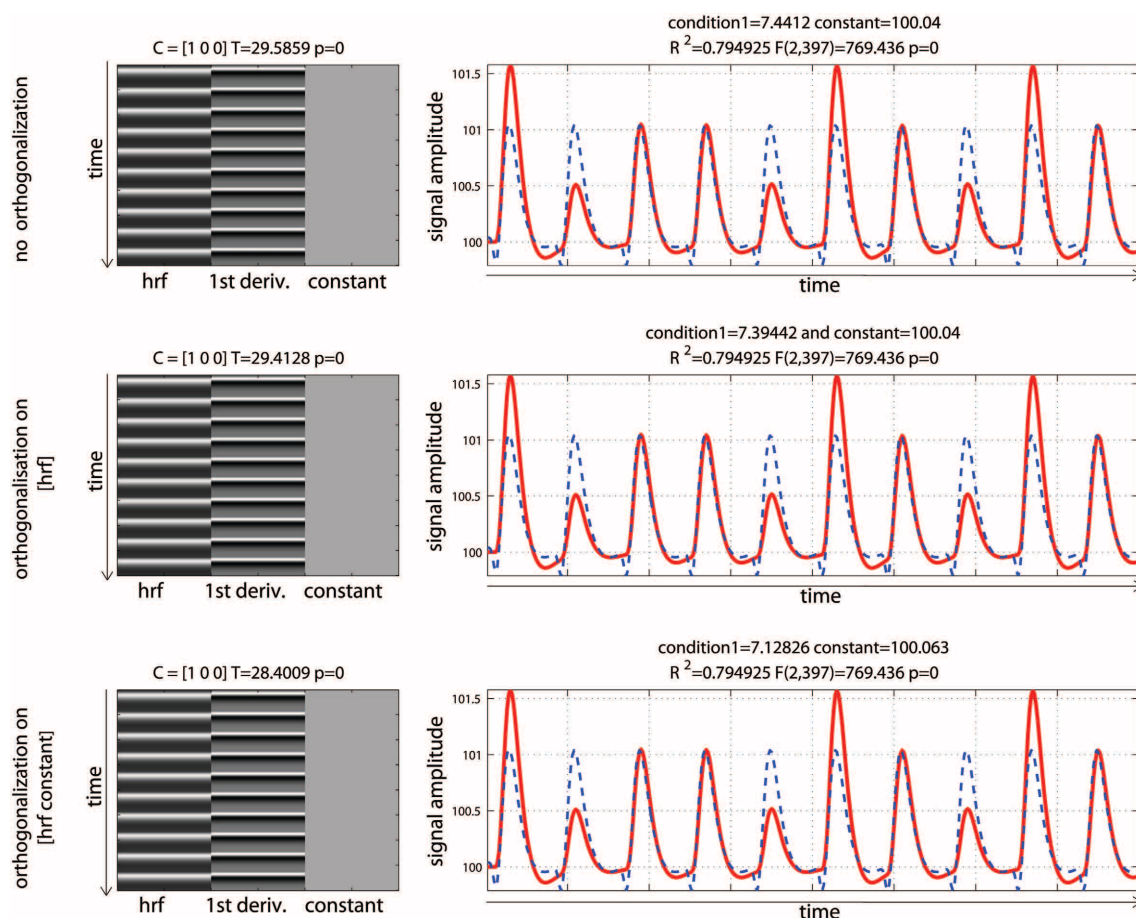 condition1=7.4412 constant=100.04
C = [1 0 0] T=29.5859 p=0
R 2=0.794925 F(2,397)=769.436 p=0
no orthogonalization
time
hrf 1st deriv. constant
signal amplitude
101.5
101
100.5
100
time
condition1=7.39442 and constant=100.04
C = [1 0 0] T=29.4128 p=0
R 2=0.794925 F(2,397)=769.436 p=0
orthogonalisation on
[hrf]
time
hrf 1st deriv. constant
signal amplitude
101.5
101
100.5
100
time
condition1=7.12826 constant=100.063
C = [1 0 0] T=28.4009 p=0
R 2=0.794925 F(2,397)=769.436 p=0
orthogonalization on
[hrf constant]
time
hrf 1st deriv. constant
signal amplitude
101.5
101
100.5
100
time